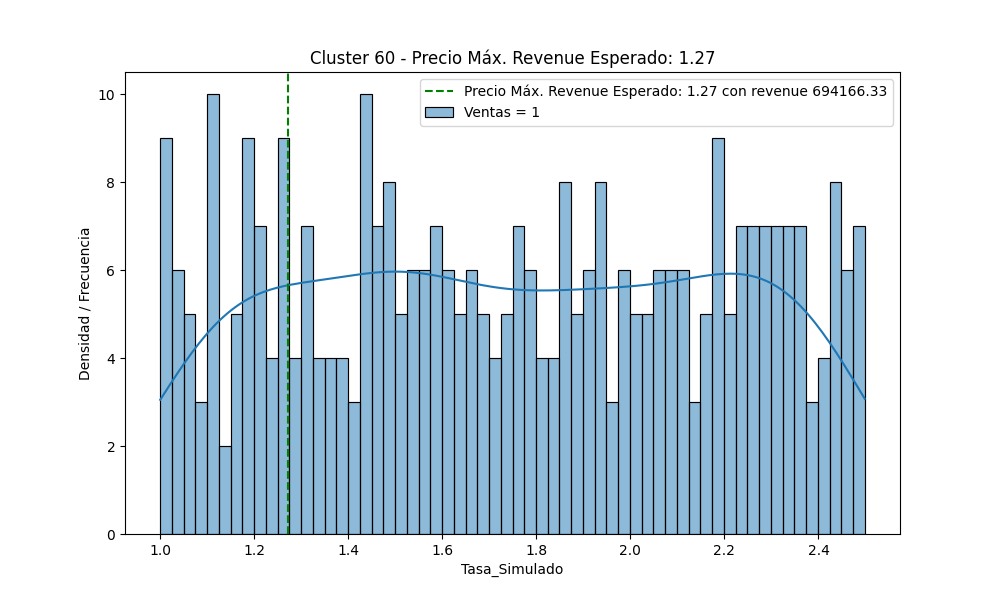 Cluster 60 - Precio Máx. Revenue Esperado: 1.27
Precio Máx. Revenue Esperado: 1.27 con revenue 694166.33
Ventas = 1
Densidad / Frecuencia
10
8
6
4
2
0
1.0 1.2 1.4 1.6 1.8 2.0 2.2 2.4
Tasa_Simulado